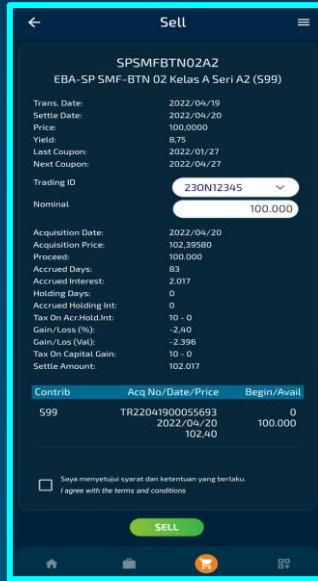 Sell
SPSMFBTN02A2
EBA-SP SMF-BTN 02 Kelas A Seri A2 (S99)
Trans. Date: 2022/04/19
Settle Date: 2022/04/20
Price: 100,0000
Yield: 8,75
Last Coupon: 2022/01/27
Next Coupon: 2022/04/27
Trading ID 230N12345
Nominal 100.000
Acquisition Date: 2022/04/20
Acquisition Price: 102,39580
Proceed: 100.000
Accrued Days: 83
Accrued Interest: 2.017
Holding Days: 0
Accrued Holding Int: 0
Tax On Acr.Hold.Int: 10 - 0
Gain/Loss (%): -2,40
Gain/Los (Val): -2.396
Tax On Capital Gain: 10 - 0
Settle Amount: 102.017
Contrib Acq No/Date/Price Begin/Avail
S99 TR22041900055693 0
2022/04/20 100.000
102,40
Saya menyetujui syarat dan ketentuan yang berlaku.
I agree with the terms and conditions
SELL